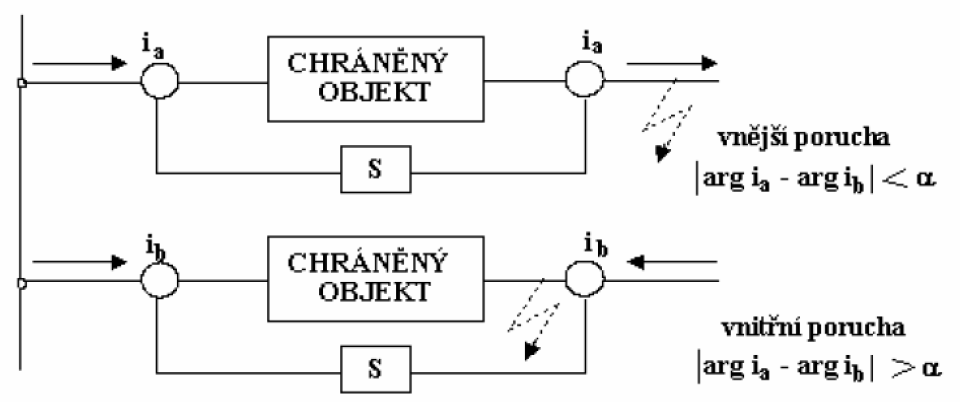 i_a
i_a
CHRÁNĚNÝ
OBJEKT
S
vnější porucha
|arg i_a - arg i_b| < α
i_b
i_b
CHRÁNĚNÝ
OBJEKT
S
vnitřní porucha
|arg i_a - arg i_b| > α